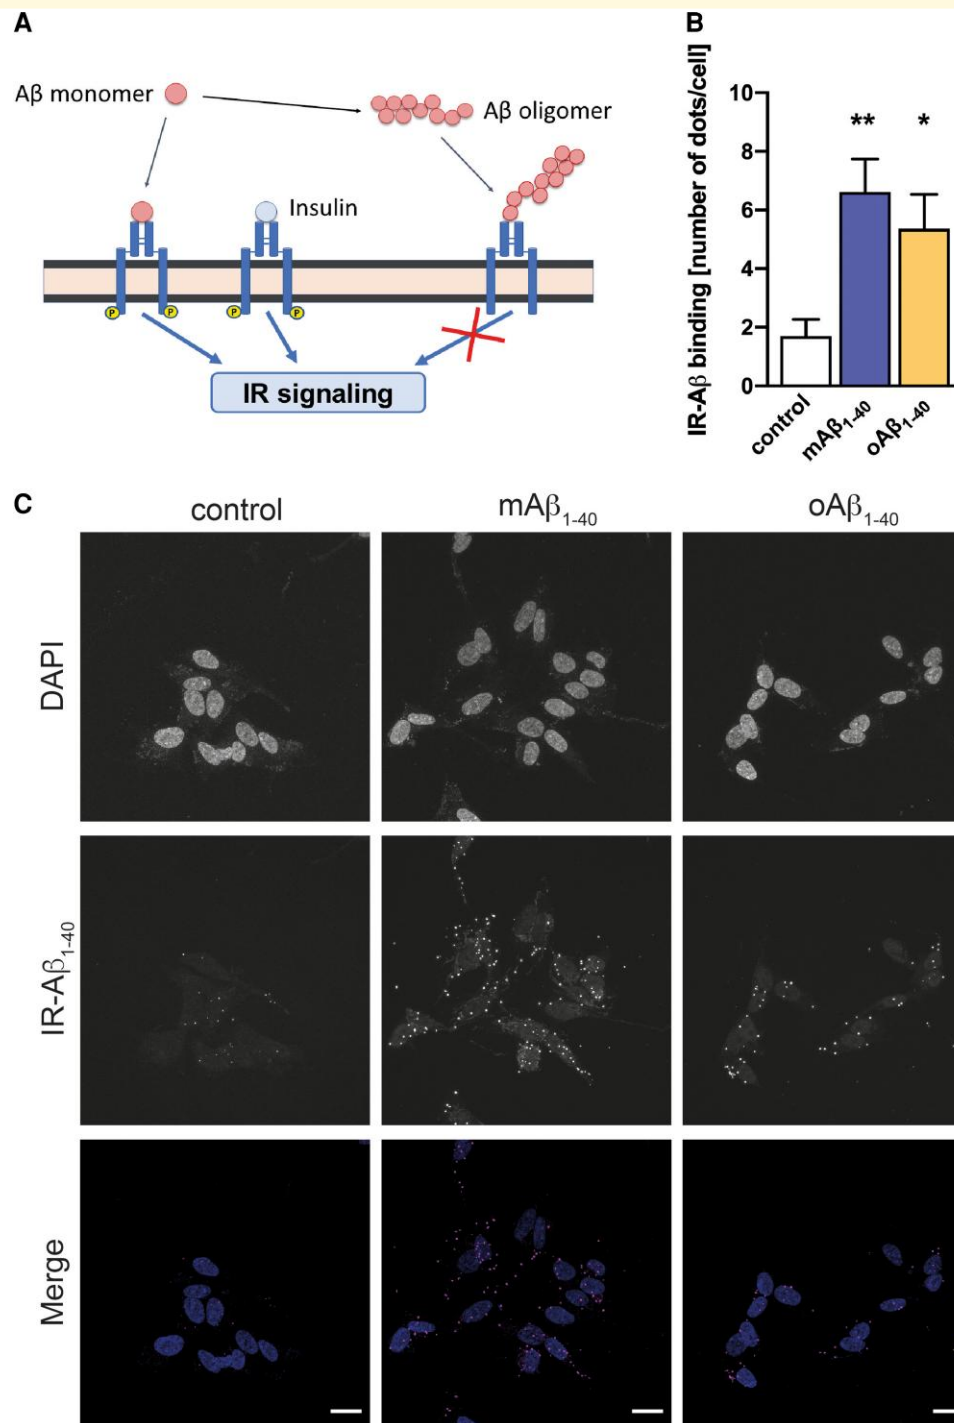 A
Aβ monomer
Aβ oligomer
Insulin
P
P
P
P
IR signaling
B
IR-Aβ binding [number of dots/cell]
10
8
6
4
2
0
**
*
control
mAβ1-40
oAβ1-40
C
control
mAβ1-40
oAβ1-40
DAPI
IR-Aβ1-40
Merge